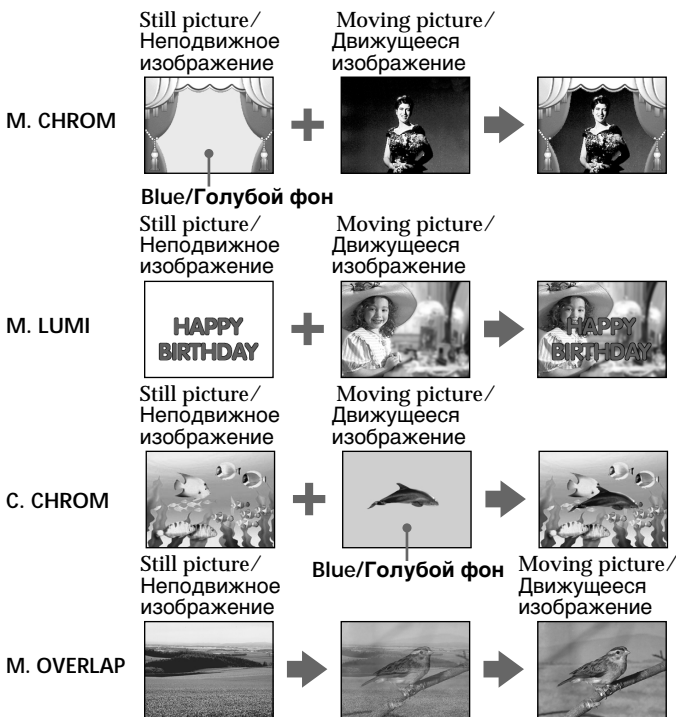 Still picture/
Неподвижное
изображение
Moving picture/
Движущееся
изображение
M. CHROM
Blue/Голубой фон
Still picture/
Неподвижное
изображение
Moving picture/
Движущееся
изображение
M. LUMI
HAPPY
BIRTHDAY
HAPPY
BIRTHDAY
Still picture/
Неподвижное
изображение
Moving picture/
Движущееся
изображение
C. CHROM
Blue/Голубой фон
Still picture/
Неподвижное
изображение
Moving picture/
Движущееся
изображение
M. OVERLAP